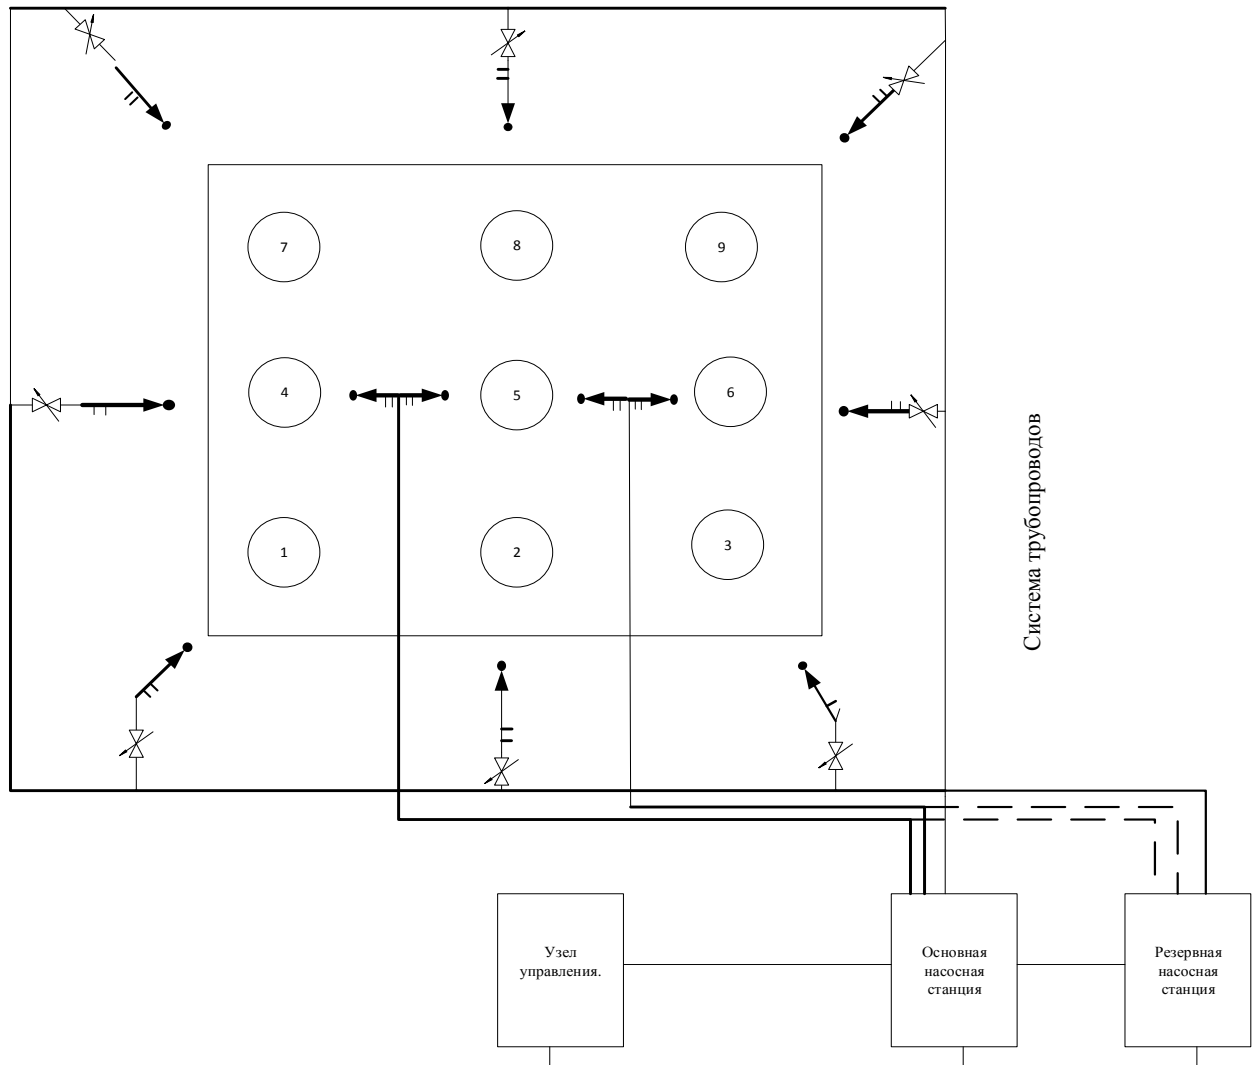 7
8
9
4
5
6
1
2
3
Система трубопроводов
Узел
управления.
Основная
насосная
станция
Резервная
насосная
станция